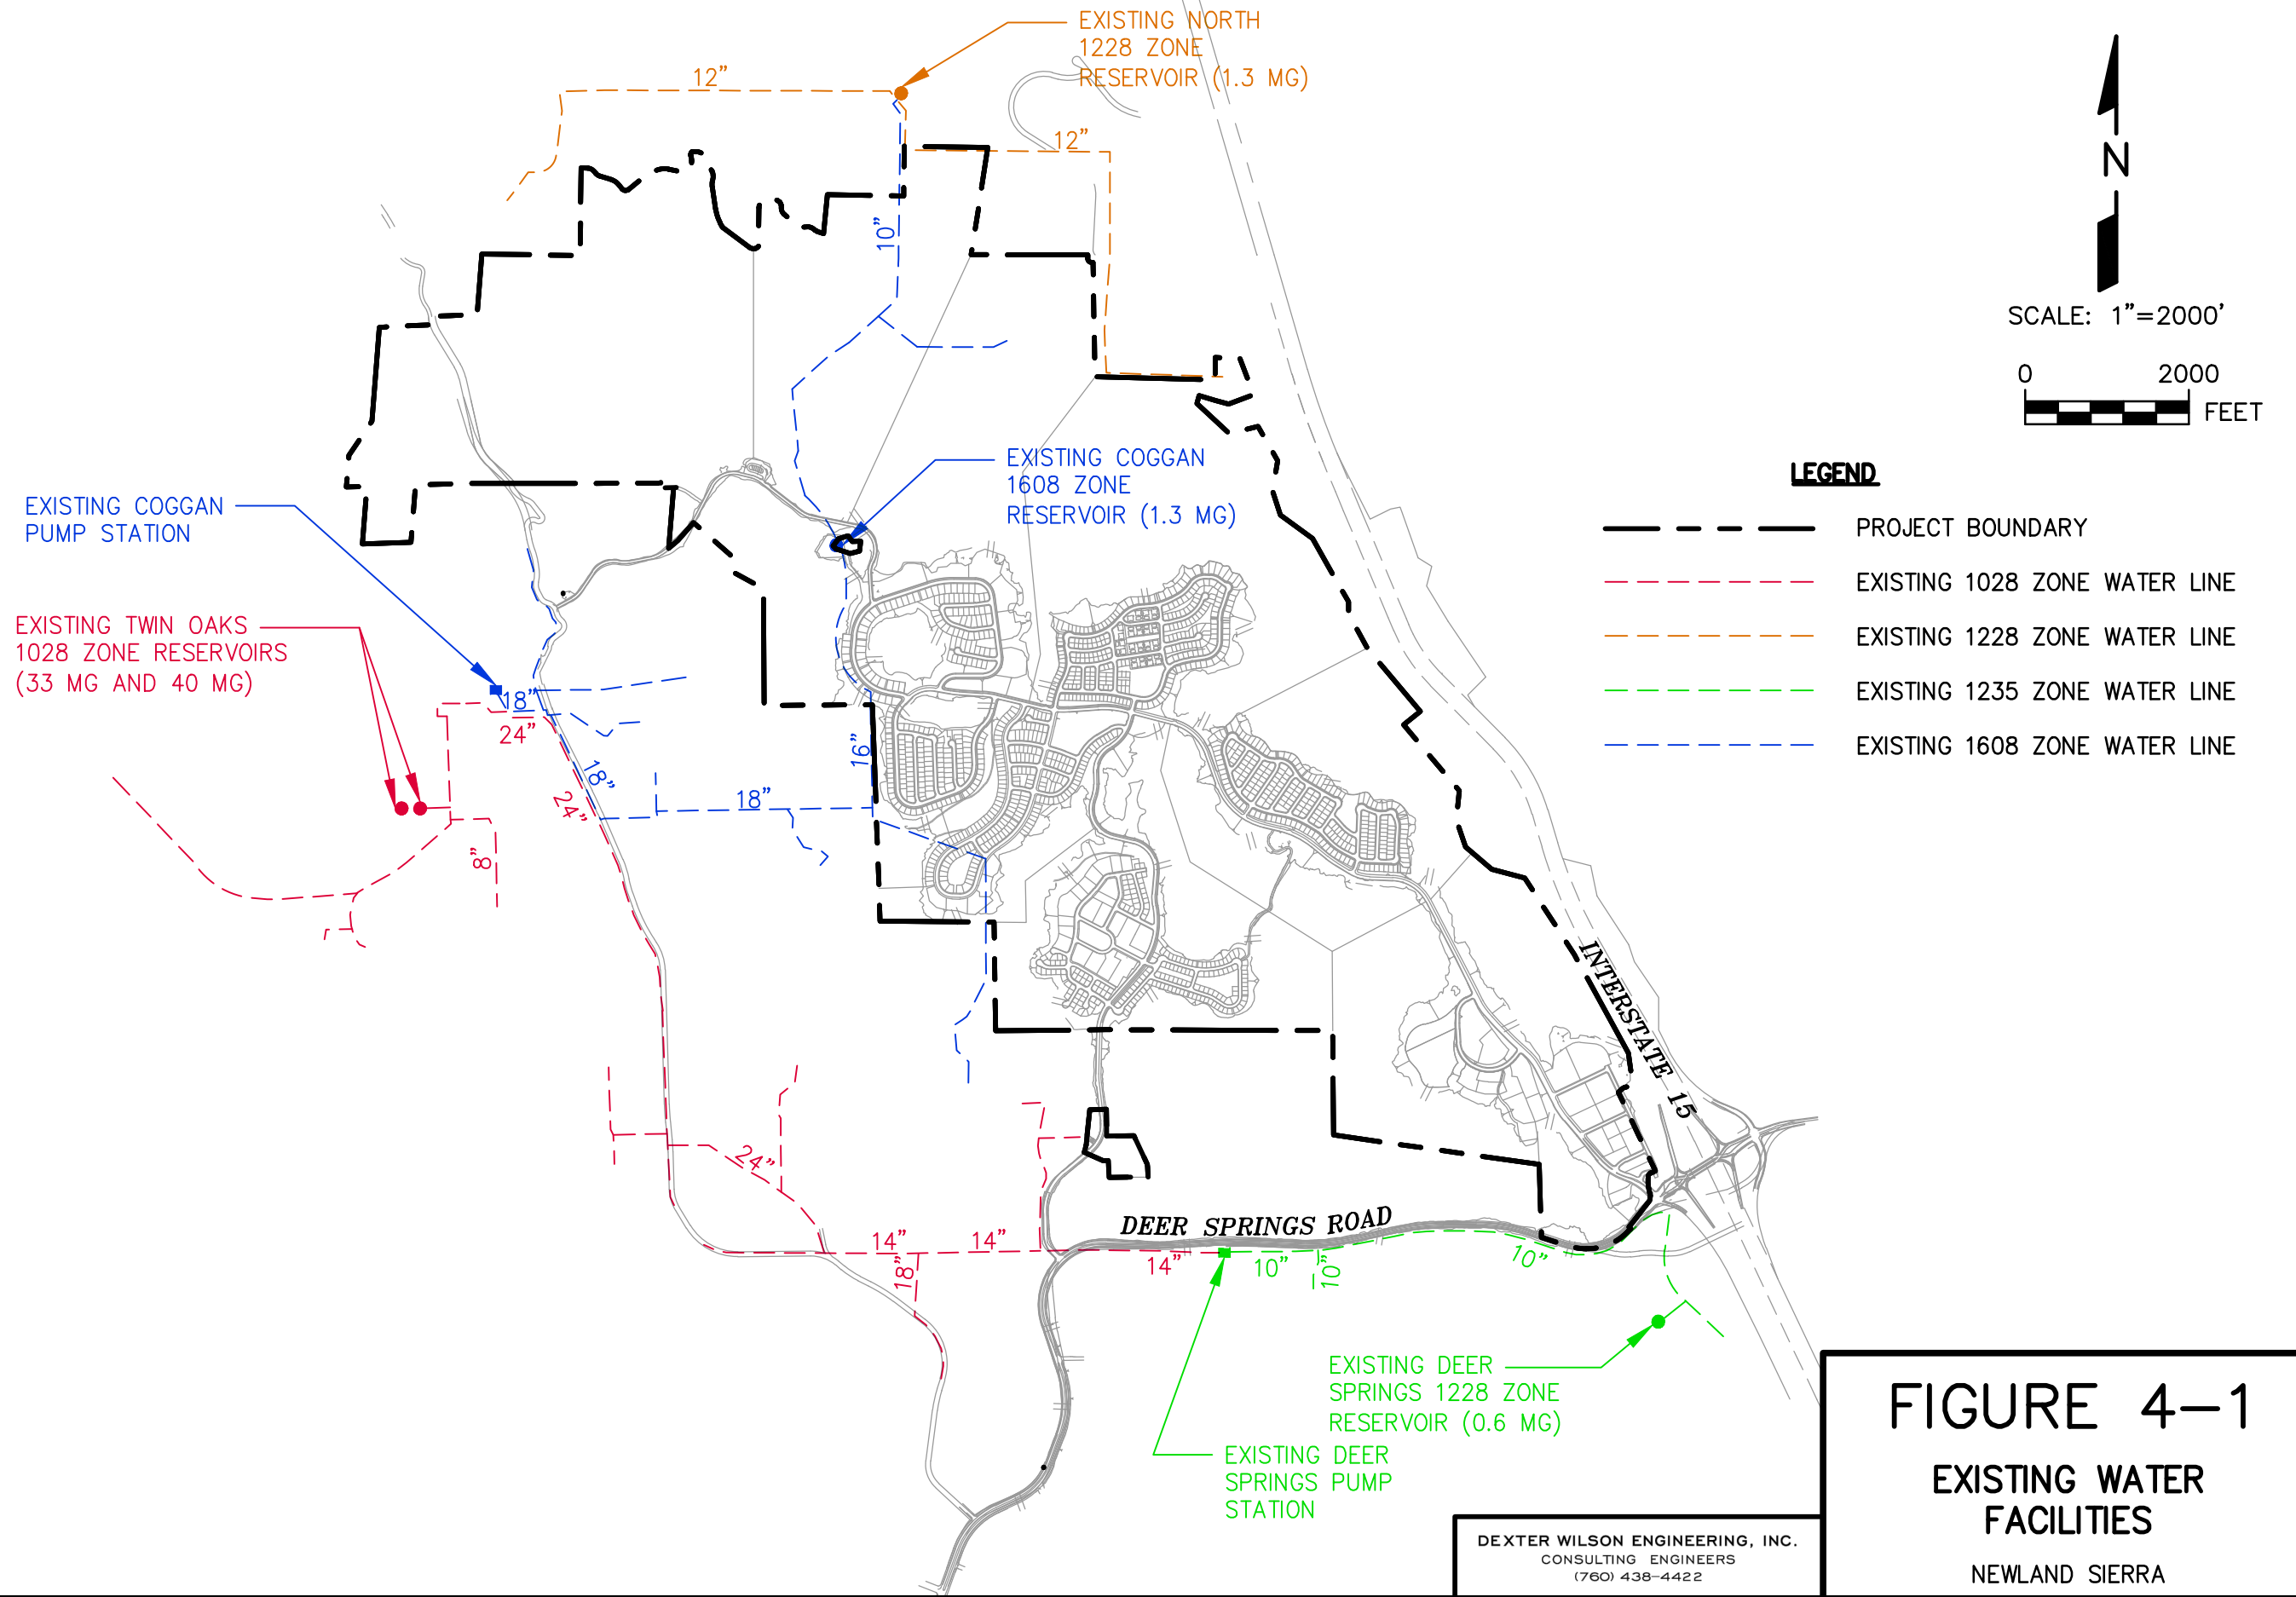 EXISTING NORTH
1228 ZONE
RESERVOIR (1.3 MG)
12"
12"
10"
N
SCALE: 1"=2000'
0 2000
FEET
LEGEND
PROJECT BOUNDARY
EXISTING 1028 ZONE WATER LINE
EXISTING 1228 ZONE WATER LINE
EXISTING 1235 ZONE WATER LINE
EXISTING 1608 ZONE WATER LINE
EXISTING COGGAN
1608 ZONE
RESERVOIR (1.3 MG)
EXISTING COGGAN
PUMP STATION
EXISTING TWIN OAKS
1028 ZONE RESERVOIRS
(33 MG AND 40 MG)
18"
24"
18"
24"
18"
16"
8"
INTERSTATE 15
24"
DEER SPRINGS ROAD
14"
14"
18"
14"
10"
10"
10"
EXISTING DEER
SPRINGS 1228 ZONE
RESERVOIR (0.6 MG)
EXISTING DEER
SPRINGS PUMP
STATION
DEXTER WILSON ENGINEERING, INC.
CONSULTING ENGINEERS
(760) 438-4422
FIGURE 4-1
EXISTING WATER
FACILITIES
NEWLAND SIERRA